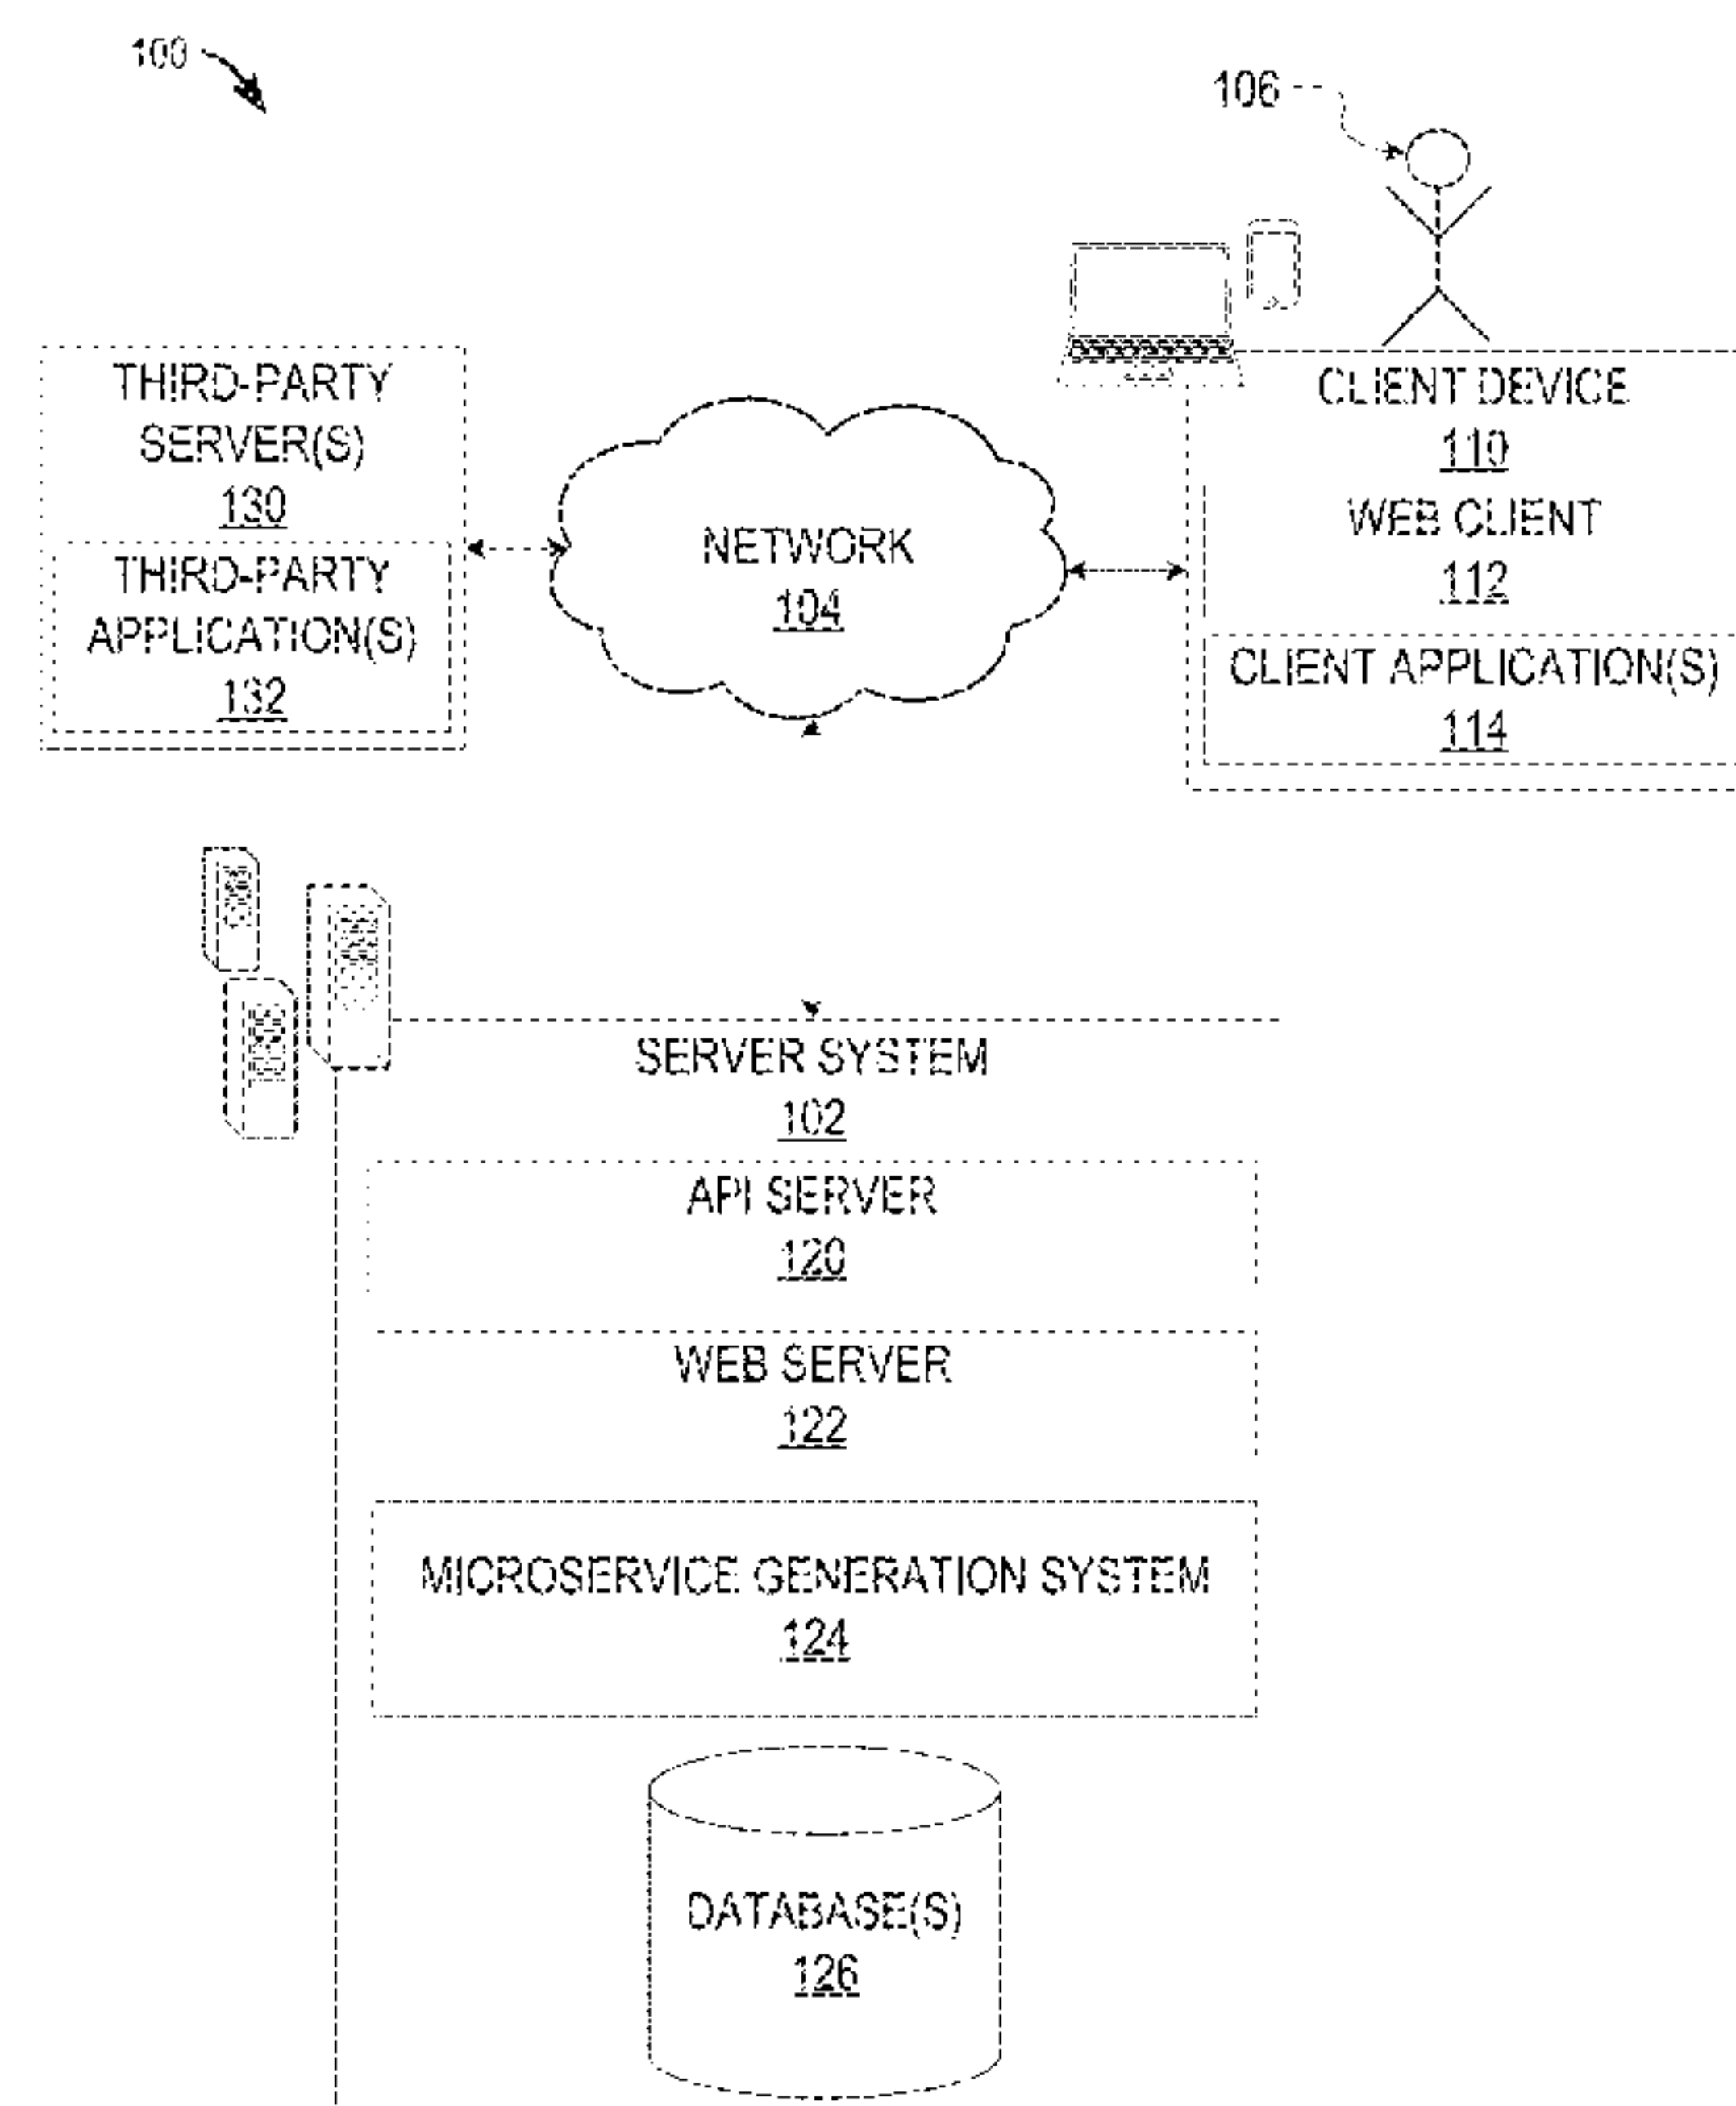 100
106
THIRD-PARTY
SERVER(S)
130
THIRD-PARTY
APPLICATION(S)
132
NETWORK
104
CLIENT DEVICE
110
WEB CLIENT
112
CLIENT APPLICATION(S)
114
SERVER SYSTEM
102
API SERVER
120
WEB SERVER
122
MICROSERVICE GENERATION SYSTEM
124
DATABASE(S)
126